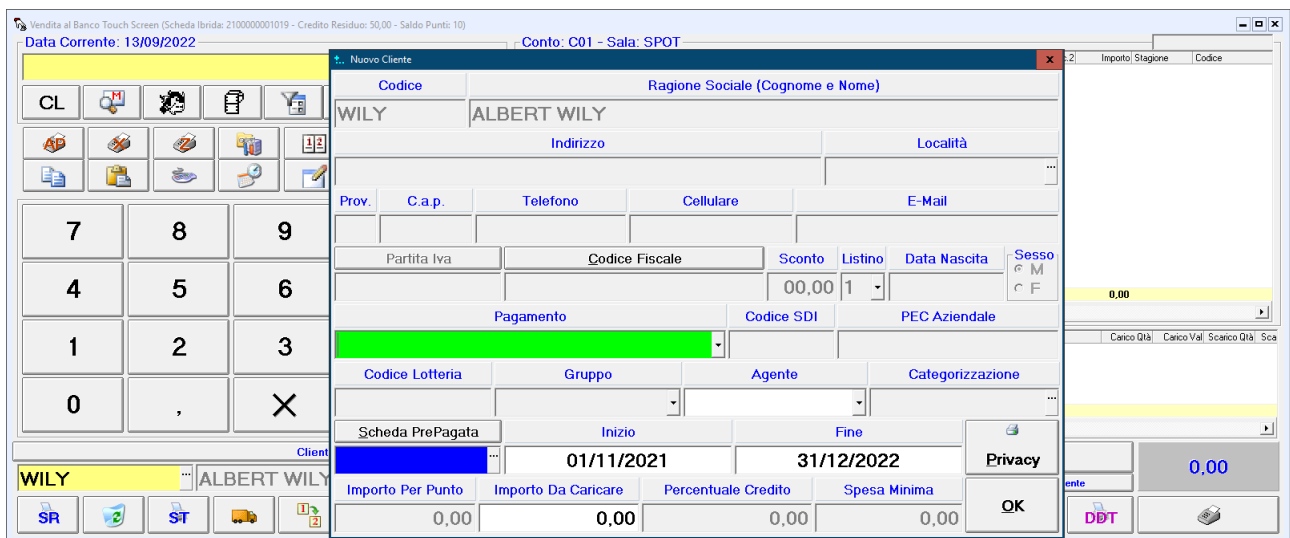 Vendita al Banco Touch Screen (Scheda Ibrida: 2100000001019 - Credito Residuo: 50,00 - Saldo Punti: 10)
Data Corrente: 13/09/2022
Conto: C01 - Sala: SPOT
Nuovo Cliente
Importo Stagione Codice
CL
Codice Ragione Sociale (Cognome e Nome)
WILY ALBERT WILY
AP
Indirizzo Località
Prov. C.a.p. Telefono Cellulare E-Mail
7 8 9
Partita Iva Codice Fiscale Sconto Listino Data Nascita Sesso
M
00,00 1 F
4 5 6
0,00
Pagamento Codice SDI PEC Aziendale
Carico Qtà Carico Val Scarico Qtà Sca
1 2 3
Codice Lotteria Gruppo Agente Categorizzazione
0 , X
Scheda PrePagata Inizio Fine
Client
01/11/2021 31/12/2022 Privacy
WILY ALBERT WILY
0,00
ente
Importo Per Punto Importo Da Caricare Percentuale Credito Spesa Minima
0,00 0,00 0,00 0,00 OK
SR ST 1 2 DDT